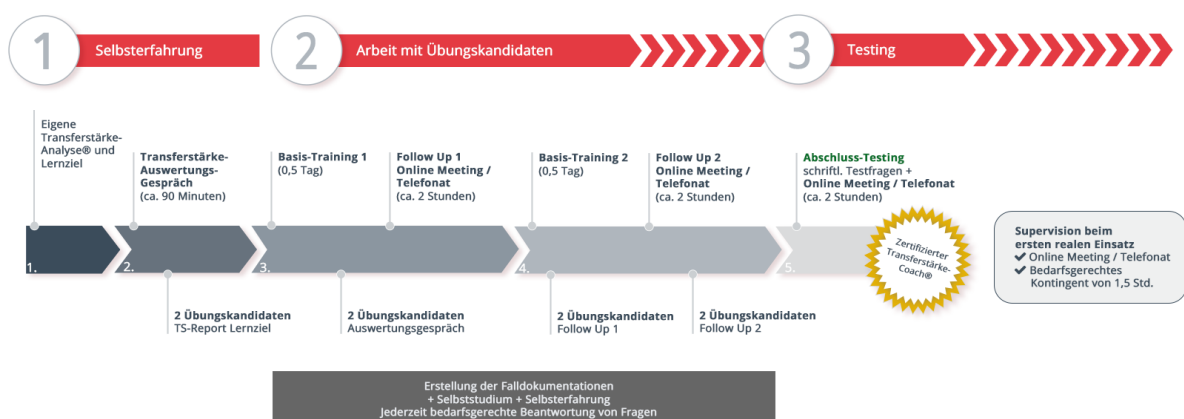 1
Selbsterfahrung
2
Arbeit mit Übungskandidaten
3
Testing
Eigene
Transferstärke-
Analyse® und
Lernziel
Transferstärke-
Auswertungs-
Gespräch
(ca. 90 Minuten)
Basis-Training 1
(0,5 Tag)
Follow Up 1
Online Meeting /
Telefonat
(ca. 2 Stunden)
Basis-Training 2
(0,5 Tag)
Follow Up 2
Online Meeting /
Telefonat
(ca. 2 Stunden)
Abschluss-Testing
schriftl. Testfragen +
Online Meeting / Telefonat
(ca. 2 Stunden)
1.
2.
3.
4.
5.
Zertifizierter
Transferstärke-
Coach®
Supervision beim
ersten realen Einsatz
✔ Online Meeting / Telefonat
✔ Bedarfsgerechtes
Kontingent von 1,5 Std.
2 Übungskandidaten
TS-Report Lernziel
2 Übungskandidaten
Auswertungsgespräch
2 Übungskandidaten
Follow Up 1
2 Übungskandidaten
Follow Up 2
Erstellung der Falldokumentationen
+ Selbststudium + Selbsterfahrung
Jederzeit bedarfsgerechte Beantwortung von Fragen